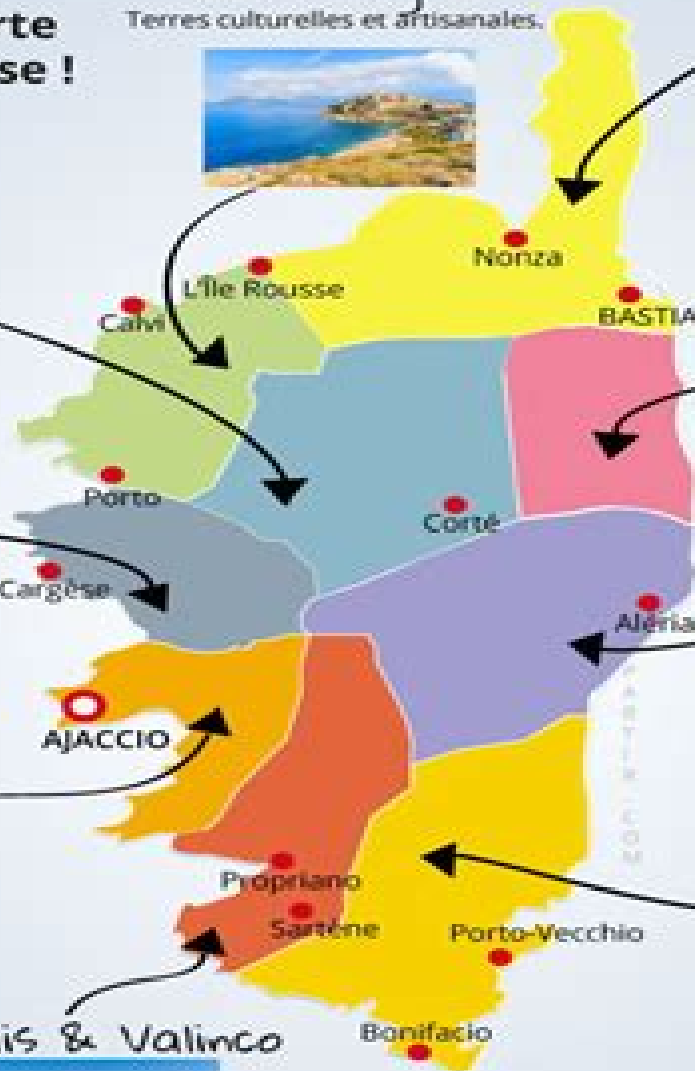 rte
Terres culturelles et artisanales.
se !
Nonza
L'Île Rousse
Calvi
BASTIA
Porto
Corté
Cargèse
Aléria
AJACCIO
Propriano
Sartène
Porto-Vecchio
Bonifacio
is & Valinco